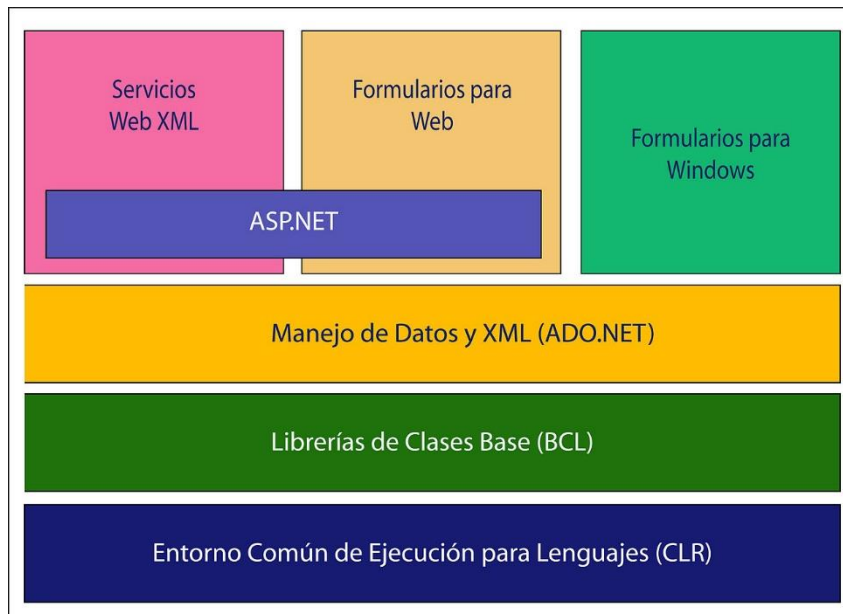 Servicios
Web XML
Formularios para
Web
Formularios para
Windows
ASP.NET
Manejo de Datos y XML (ADO.NET)
Librerías de Clases Base (BCL)
Entorno Común de Ejecución para Lenguajes (CLR)